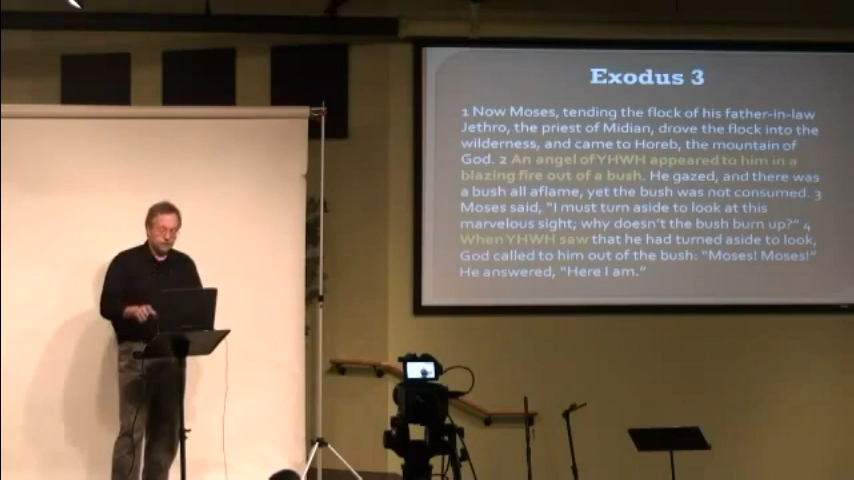 Exodus 3
1 Now Moses, tending the flock of his father-in-law
Jethro, the priest of Midian, drove the flock into the
wilderness, and came to Horeb, the mountain of
God. 2 An angel of YHWH appeared to him in a
blazing fire out of a bush. He gazed, and there was
a bush all aflame, yet the bush was not consumed. 3
Moses said, "I must turn aside to look at this
marvelous sight; why doesn't the bush burn up?" 4
When YHWH saw that he had turned aside to look,
God called to him out of the bush: "Moses! Moses!"
He answered, "Here I am."